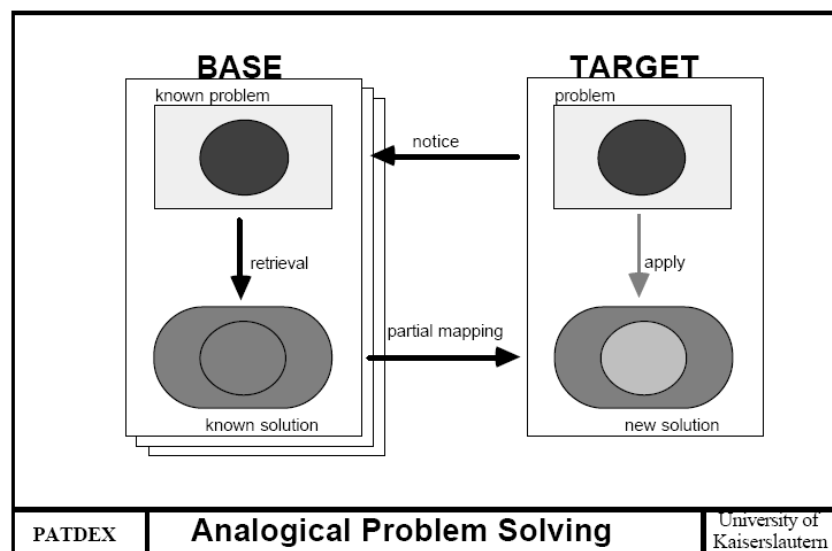 BASE
TARGET
known problem
problem
notice
retrieval
apply
partial mapping
known solution
new solution
PATDEX
Analogical Problem Solving
University of
Kaiserslautern